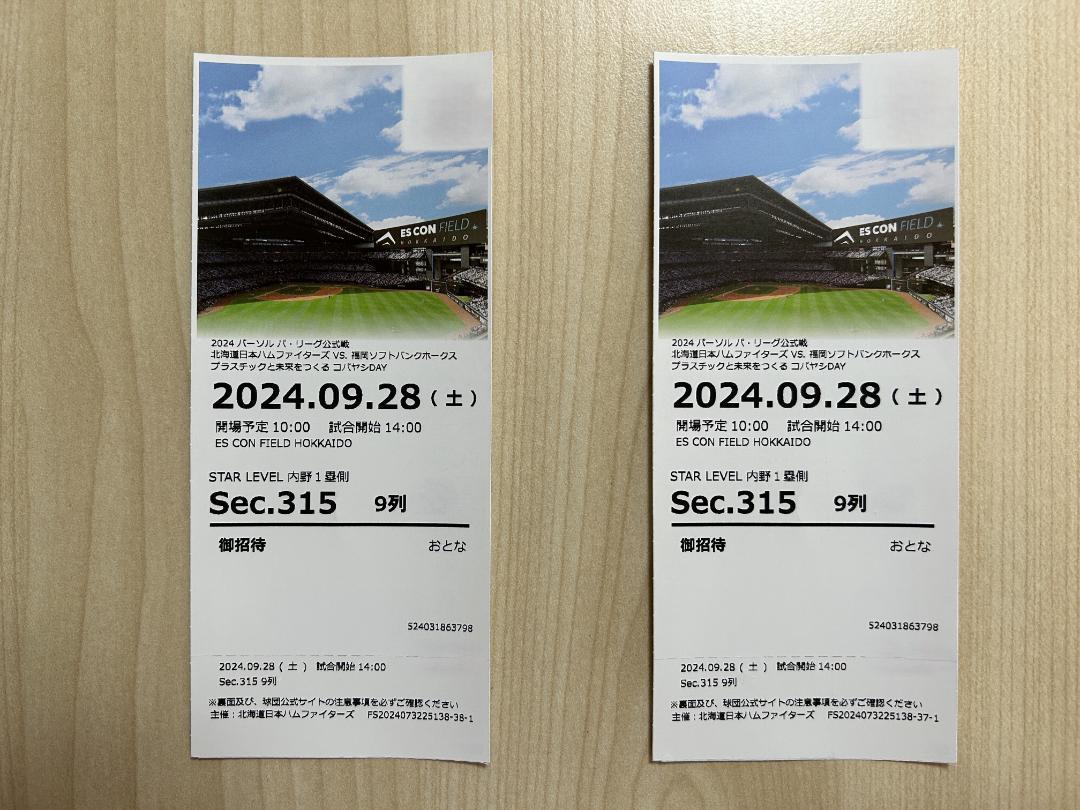 ES CON FIELD
HOKKAIDO
2024 パーソル パ・リーグ公式戦
北海道日本ハムファイターズ VS. 福岡ソフトバンクホークス
プラスチックと未来をつくる コバヤシDAY
2024.09.28 ( 土 )
開場予定 10:00 試合開始 14:00
ES CON FIELD HOKKAIDO
STAR LEVEL 内野1塁側
Sec.315 9列
御招待 おとな
524031863798
2024.09.28 ( 土 ) 試合開始 14:00
Sec.315 9列
※裏面及び、球団公式サイトの注意事項を必ずご確認ください
主催:北海道日本ハムファイターズ FS2024073225138-38-1
ES CON FIELD
HOKKAIDO
2024 パーソル パ・リーグ公式戦
北海道日本ハムファイターズ VS. 福岡ソフトバンクホークス
プラスチックと未来をつくる コバヤシDAY
2024.09.28 ( 土 )
開場予定 10:00 試合開始 14:00
ES CON FIELD HOKKAIDO
STAR LEVEL 内野1塁側
Sec.315 9列
御招待 おとな
524031863798
2024.09.28 ( 土 ) 試合開始 14:00
Sec.315 9列
※裏面及び、球団公式サイトの注意事項を必ずご確認ください
主催:北海道日本ハムファイターズ FS2024073225138-37-1